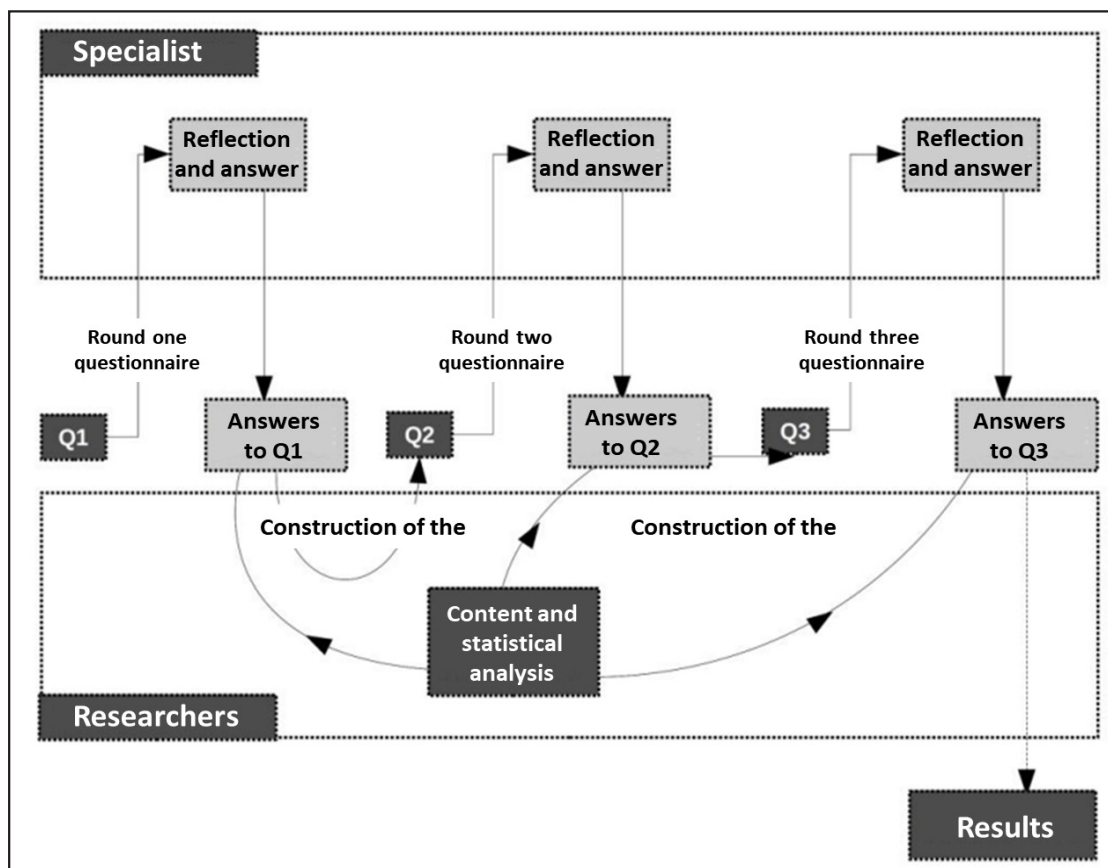 Specialist
Reflection
and answer
Reflection
and answer
Reflection
and answer
Round one
questionnaire
Round two
questionnaire
Round three
questionnaire
Q1
Answers
to Q1
Q2
Answers
to Q2
Q3
Answers
to Q3
Construction of the
Construction of the
Content and
statistical
analysis
Researchers
Results